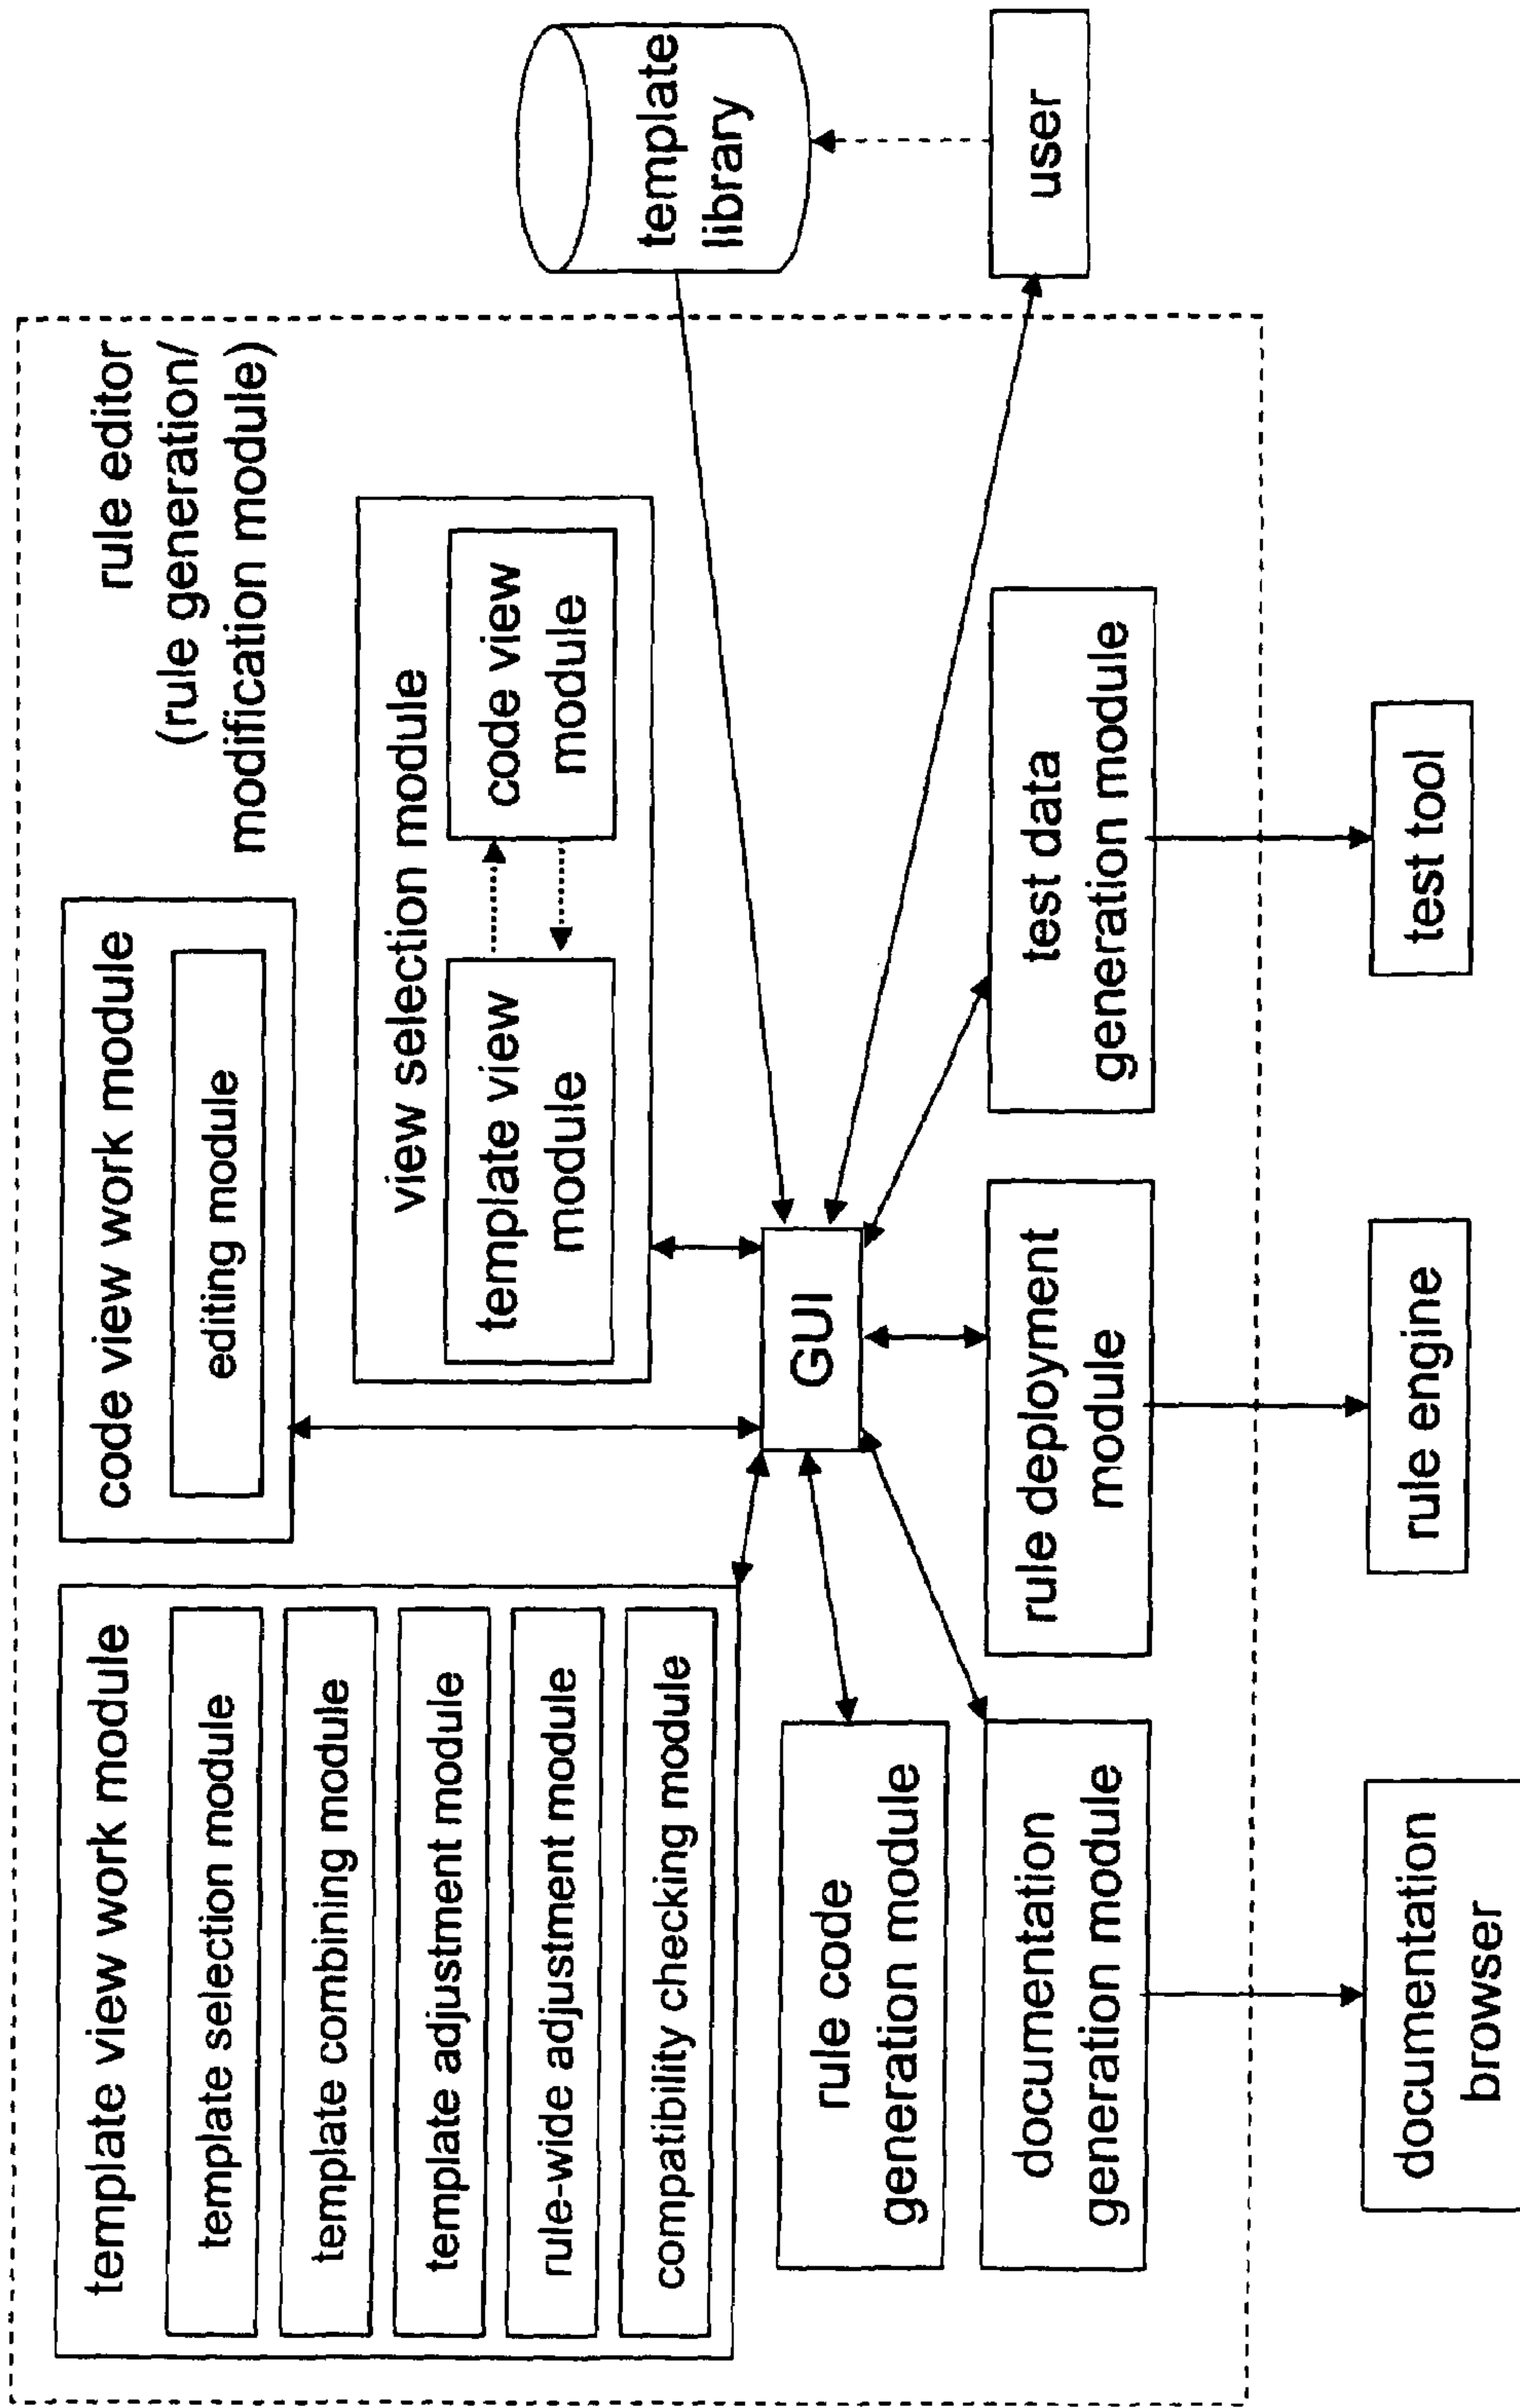 rule editor
(rule generation/
modification module)
template view work module
template selection module
template combining module
template adjustment module
rule-wide adjustment module
compatibility checking module
code view work module
editing module
view selection module
template view
module
code view
module
template
library
GUI
user
rule code
generation module
documentation
generation module
rule deployment
module
test data
generation module
documentation
browser
rule engine
test tool